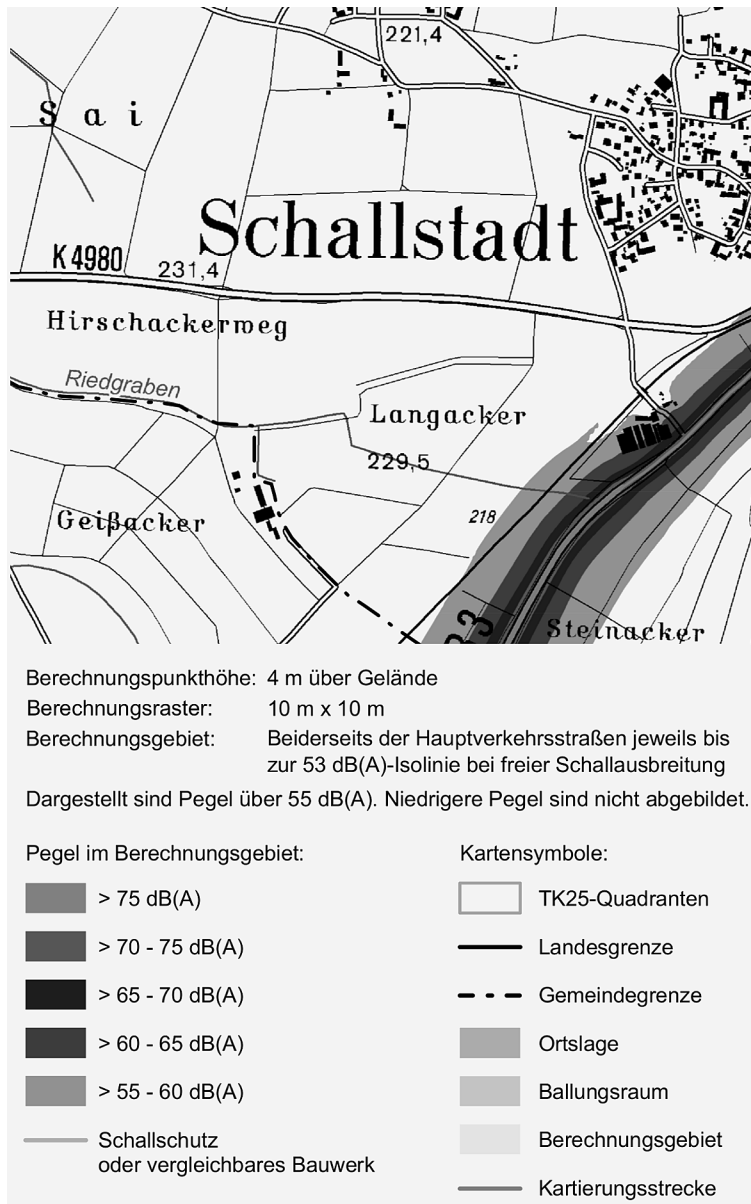 221,4
Sai
Schallstadt
K 4980
231,4
Hirschackerweg
Riedgraben
Langacker
229,5
Geißacker
218
Steinacker
Berechnungspunkthöhe: 4 m über Gelände
Berechnungsraster: 10 m x 10 m
Berechnungsgebiet: Beiderseits der Hauptverkehrsstraßen jeweils bis
zur 53 dB(A)-Isolinie bei freier Schallausbreitung
Dargestellt sind Pegel über 55 dB(A). Niedrigere Pegel sind nicht abgebildet.
Pegel im Berechnungsgebiet:
> 75 dB(A)
> 70 - 75 dB(A)
> 65 - 70 dB(A)
> 60 - 65 dB(A)
> 55 - 60 dB(A)
Schallschutz
oder vergleichbares Bauwerk
Kartensymbole:
TK25-Quadranten
Landesgrenze
Gemeindegrenze
Ortslage
Ballungsraum
Berechnungsgebiet
Kartierungsstrecke